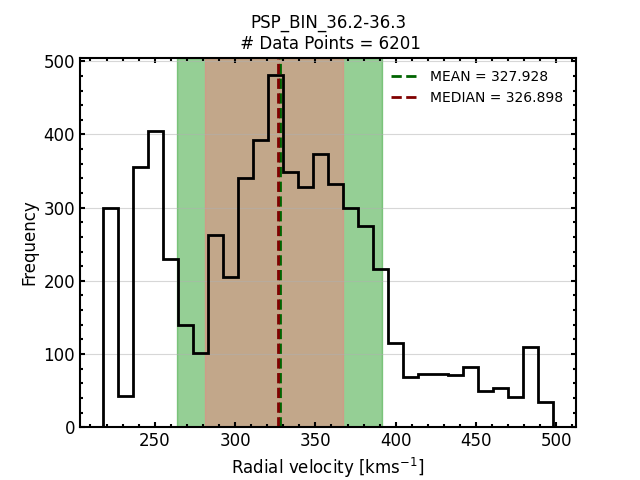 PSP_BIN_36.2-36.3
# Data Points = 6201
MEAN = 327.928
MEDIAN = 326.898
Frequency
500
400
300
200
100
0
250 300 350 400 450 500
Radial velocity [kms⁻¹]